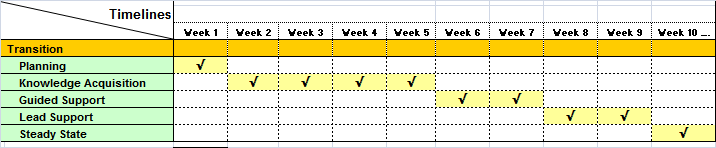 Timelines
Week 1 Week 2 Week 3 Week 4 Week 5 Week 6 Week 7 Week 8 Week 9 Week 10 ...
Transition
Planning √
Knowledge Acquisition √ √ √ √
Guided Support √ √
Lead Support √ √
Steady State √